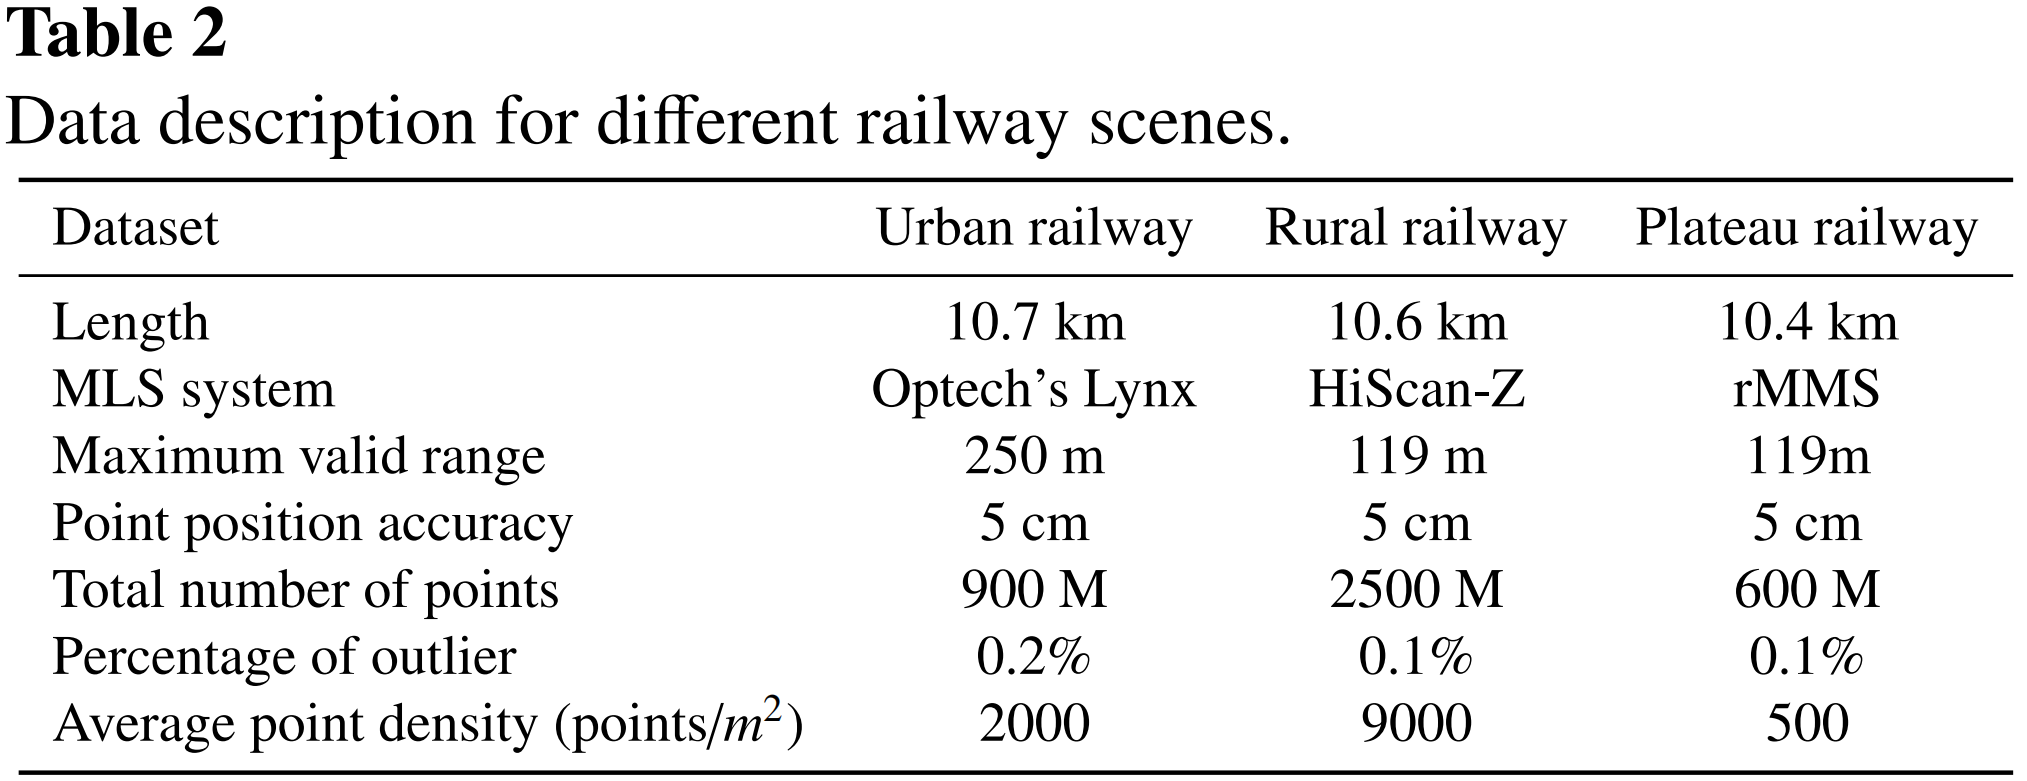 Table 2
Data description for different railway scenes.
Dataset Urban railway Rural railway Plateau railway
Length 10.7 km 10.6 km 10.4 km
MLS system Optech’s Lynx HiScan-Z rMMS
Maximum valid range 250 m 119 m 119m
Point position accuracy 5 cm 5 cm 5 cm
Total number of points 900 M 2500 M 600 M
Percentage of outlier 0.2% 0.1% 0.1%
Average point density (points/m²) 2000 9000 500